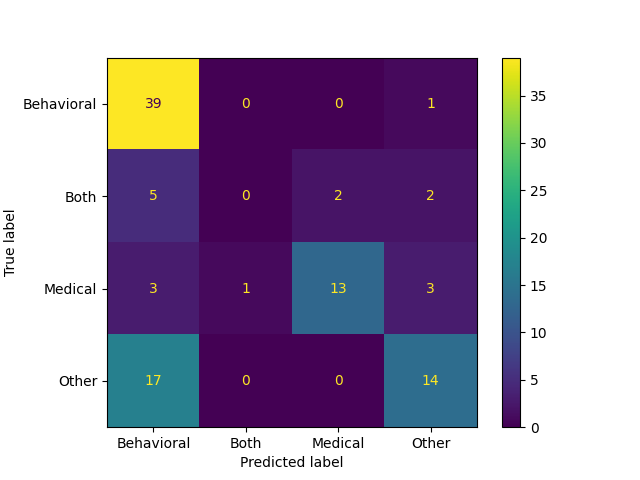 Behavioral 39 0 0 1
Both 5 0 2 2
Medical 3 1 13 3
Other 17 0 0 14
Behavioral Both Medical Other
Predicted label
True label
35
30
25
20
15
10
5
0